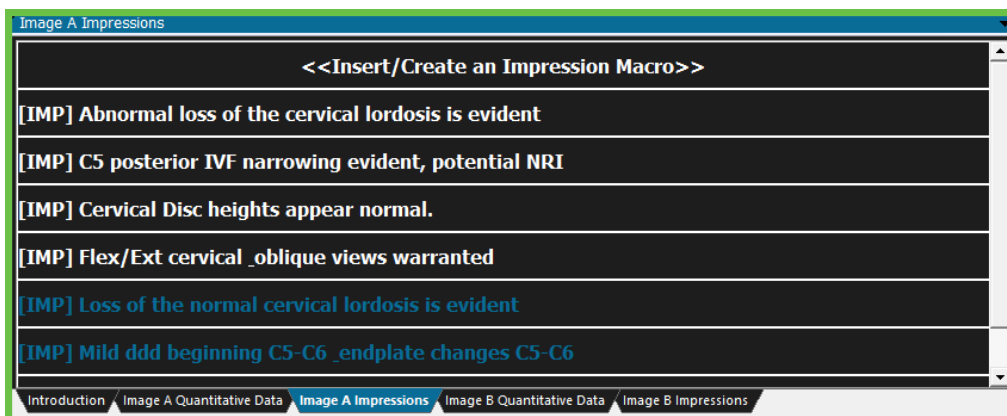 Image A Impressions
<<Insert/Create an Impression Macro>>
[IMP] Abnormal loss of the cervical lordosis is evident
[IMP] C5 posterior IVF narrowing evident, potential NRI
[IMP] Cervical Disc heights appear normal.
[IMP] Flex/Ext cervical _oblique views warranted
[IMP] Loss of the normal cervical lordosis is evident
[IMP] Mild ddd beginning C5-C6 _endplate changes C5-C6
Introduction Image A Quantitative Data Image A Impressions Image B Quantitative Data Image B Impressions